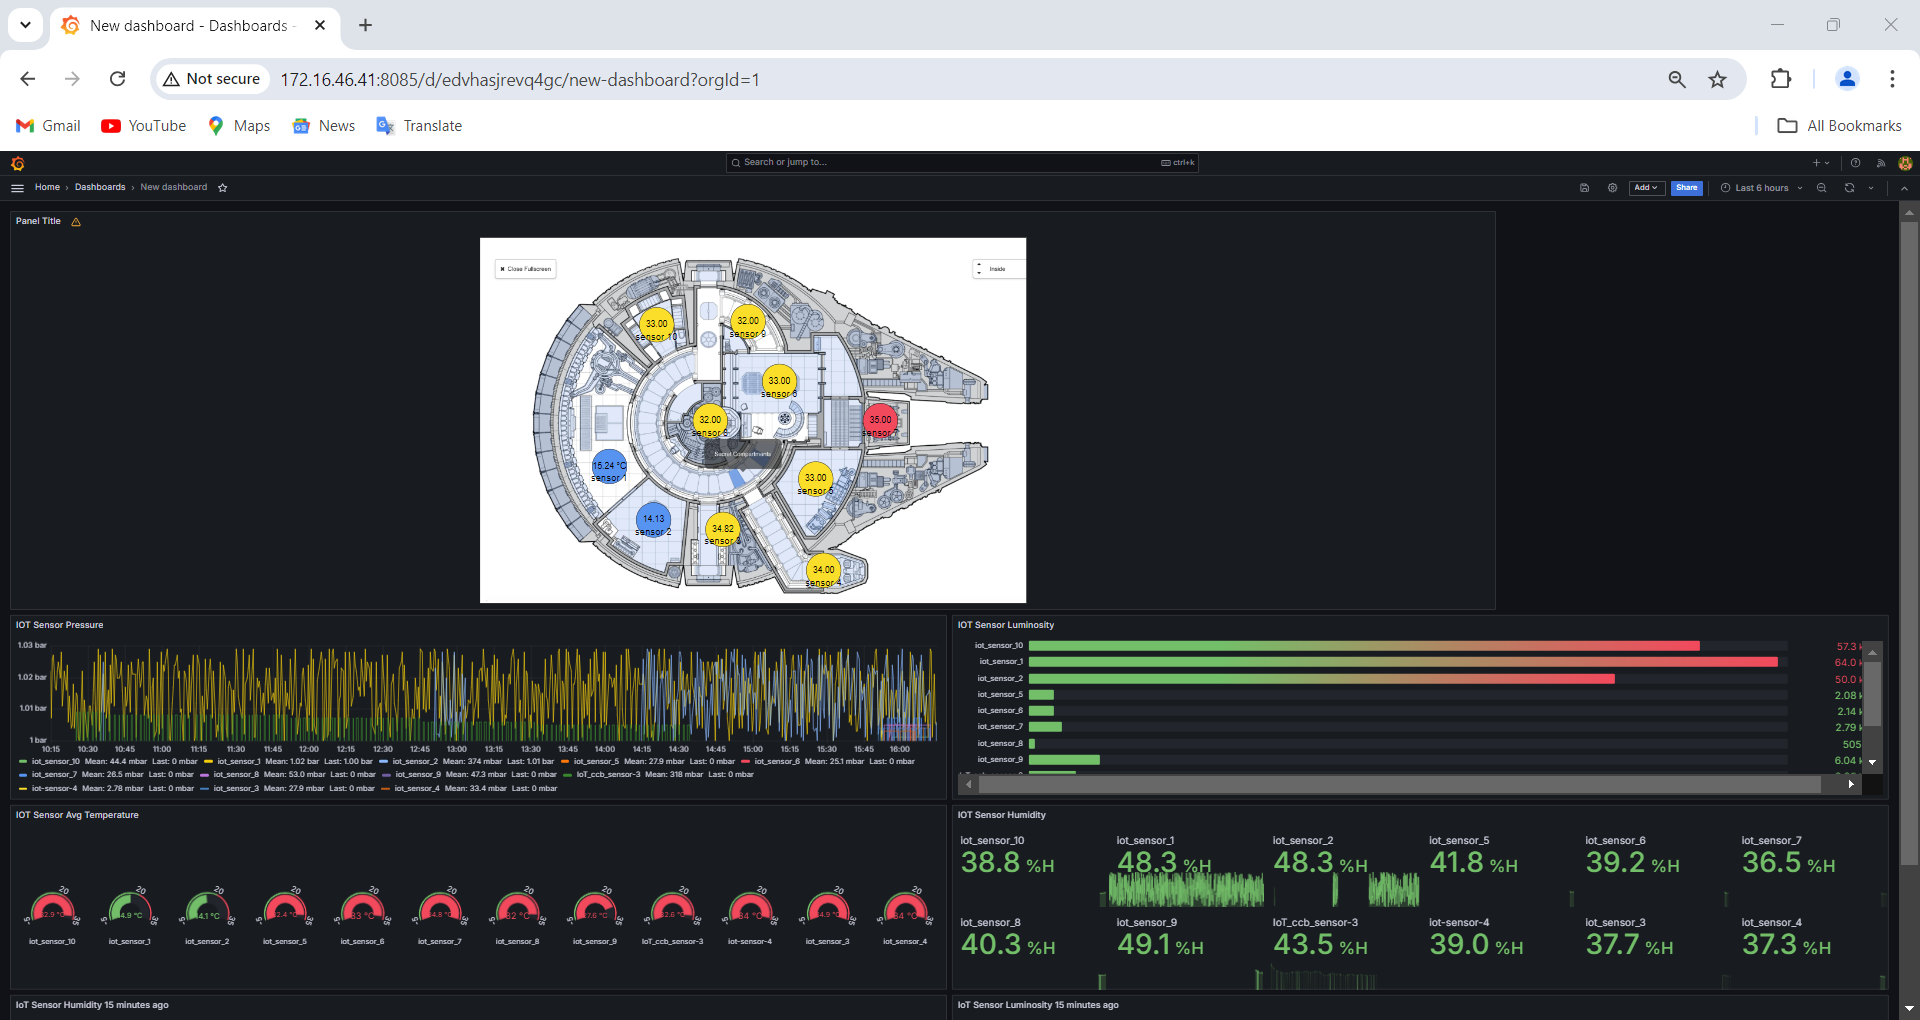 New dashboard - Dashboards -
Not secure 172.16.46.41:8085/d/edvhasjrevq4gc/new-dashboard?orgId=1
Gmail YouTube Maps News Translate All Bookmarks
Search or jump to... ctrl+k
Home › Dashboards › New dashboard Add Share Last 6 hours
Panel Title
Close Fullscreen Inside
33.00 sensor 10
32.00 sensor 9
33.00
32.00
35.00 sensor 7
Secret Compartments
15.24 °C sensor 1
33.00
14.13 sensor 2
34.82
34.00 sensor 4
IOT Sensor Pressure
1.03 bar
1.02 bar
1.01 bar
1 bar
10:15 10:30 10:45 11:00 11:15 11:30 11:45 12:00 12:15 12:30 12:45 13:00 13:15 13:30 13:45 14:00 14:15 14:30 14:45 15:00 15:15 15:30 15:45 16:00
iot_sensor_10 Mean: 44.4 mbar Last: 0 mbar iot_sensor_1 Mean: 1.02 bar Last: 1.00 bar iot_sensor_2 Mean: 374 mbar Last: 1.01 bar iot_sensor_5 Mean: 27.9 mbar Last: 0 mbar iot_sensor_6 Mean: 25.1 mbar Last: 0 mbar
iot_sensor_7 Mean: 26.5 mbar Last: 0 mbar iot_sensor_8 Mean: 53.0 mbar Last: 0 mbar iot_sensor_9 Mean: 47.3 mbar Last: 0 mbar IoT_ccb_sensor-3 Mean: 318 mbar Last: 0 mbar
iot-sensor-4 Mean: 2.78 mbar Last: 0 mbar iot_sensor_3 Mean: 27.9 mbar Last: 0 mbar iot_sensor_4 Mean: 33.4 mbar Last: 0 mbar
IOT Sensor Luminosity
iot_sensor_10 57.3
iot_sensor_1 64.0
iot_sensor_2 50.0
iot_sensor_5 2.08
iot_sensor_6 2.14
iot_sensor_7 2.79
iot_sensor_8 505
iot_sensor_9 6.04
IOT Sensor Avg Temperature
20 20 20 20 20 20 20 20 20 20 20 20
iot_sensor_10 iot_sensor_1 iot_sensor_2 iot_sensor_5 iot_sensor_6 iot_sensor_7 iot_sensor_8 iot_sensor_9 IoT_ccb_sensor-3 iot-sensor-4 iot_sensor_3 iot_sensor_4
IOT Sensor Humidity
iot_sensor_10 iot_sensor_1 iot_sensor_2 iot_sensor_5 iot_sensor_6 iot_sensor_7
38.8 %H 48.3 %H 48.3 %H 41.8 %H 39.2 %H 36.5 %H
iot_sensor_8 iot_sensor_9 IoT_ccb_sensor-3 iot-sensor-4 iot_sensor_3 iot_sensor_4
40.3 %H 49.1 %H 43.5 %H 39.0 %H 37.7 %H 37.3 %H
IoT Sensor Humidity 15 minutes ago
IoT Sensor Luminosity 15 minutes ago